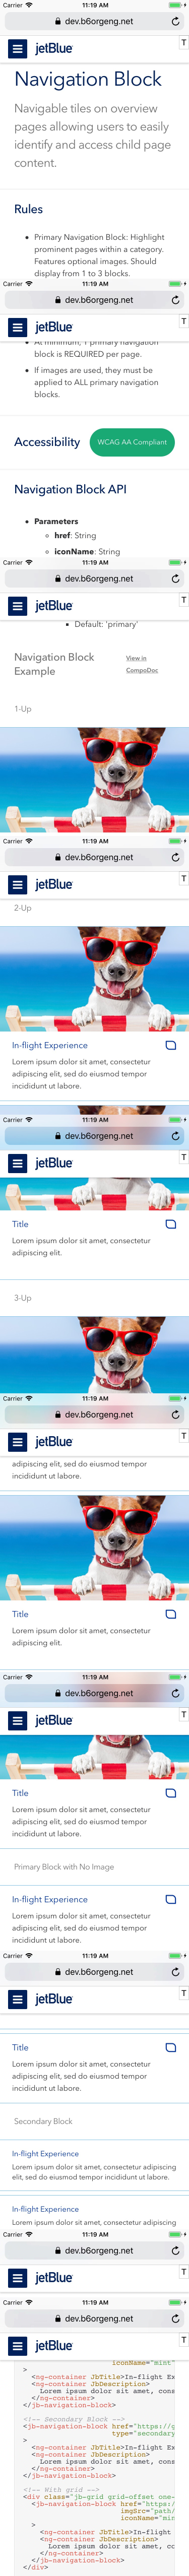 Carrier 11:19 AM
dev.b6orgeng.net
jetBlue T
Navigation Block
Navigable tiles on overview
pages allowing users to easily
identify and access child page
content.
Rules
• Primary Navigation Block: Highlight
prominent pages within a category.
Features optional images. Should
display from 1 to 3 blocks.
Carrier 11:19 AM
dev.b6orgeng.net
jetBlue T
At minimum, 1 primary navigation
block is REQUIRED per page.
• If images are used, they must be
applied to ALL primary navigation
blocks.
Accessibility WCAG AA Compliant
Navigation Block API
• Parameters
href: String
iconName: String
Carrier 11:19 AM
dev.b6orgeng.net
jetBlue T
Default: 'primary'
Navigation Block View in
Example CompoDoc
1-Up
Carrier 11:19 AM
dev.b6orgeng.net
jetBlue T
2-Up
In-flight Experience
Lorem ipsum dolor sit amet, consectetur
adipiscing elit, sed do eiusmod tempor
incididunt ut labore.
Carrier 11:19 AM
dev.b6orgeng.net
jetBlue T
Title
Lorem ipsum dolor sit amet, consectetur
adipiscing elit.
3-Up
Carrier 11:19 AM
dev.b6orgeng.net
jetBlue T
adipiscing elit, sed do eiusmod tempor
incididunt ut labore.
Title
Lorem ipsum dolor sit amet, consectetur
adipiscing elit.
Carrier 11:19 AM
dev.b6orgeng.net
jetBlue T
Title
Lorem ipsum dolor sit amet, consectetur
adipiscing elit, sed do eiusmod tempor
incididunt ut labore.
Primary Block with No Image
In-flight Experience
Lorem ipsum dolor sit amet, consectetur
adipiscing elit, sed do eiusmod tempor
incididunt ut labore.
Carrier 11:19 AM
dev.b6orgeng.net
jetBlue T
Title
Lorem ipsum dolor sit amet, consectetur
adipiscing elit, sed do eiusmod tempor
incididunt ut labore.
Secondary Block
In-flight Experience
Lorem ipsum dolor sit amet, consectetur adipiscing
elit, sed do eiusmod tempor incididunt ut labore.
In-flight Experience
Lorem ipsum dolor sit amet, consectetur adipiscing
Carrier 11:19 AM
dev.b6orgeng.net
jetBlue T
Carrier 11:19 AM
dev.b6orgeng.net
jetBlue T
iconName="mint"
>
<ng-container JbTitle>In-flight Ex
<ng-container JbDescription>
Lorem ipsum dolor sit amet, cons
</ng-container>
</jb-navigation-block>
<!-- Secondary Block -->
<jb-navigation-block href="https://g
type="secondary
>
<ng-container JbTitle>In-flight Ex
<ng-container JbDescription>
Lorem ipsum dolor sit amet, cons
</ng-container>
</jb-navigation-block>
<!-- With grid -->
<div class="jb-grid grid-offset one-
<jb-navigation-block href="https:/
imgSrc="path/
iconName="min
>
<ng-container JbTitle>In-flight
<ng-container JbDescription>
Lorem ipsum dolor sit amet, cc
</ng-container>
</jb-navigation-block>
</div>